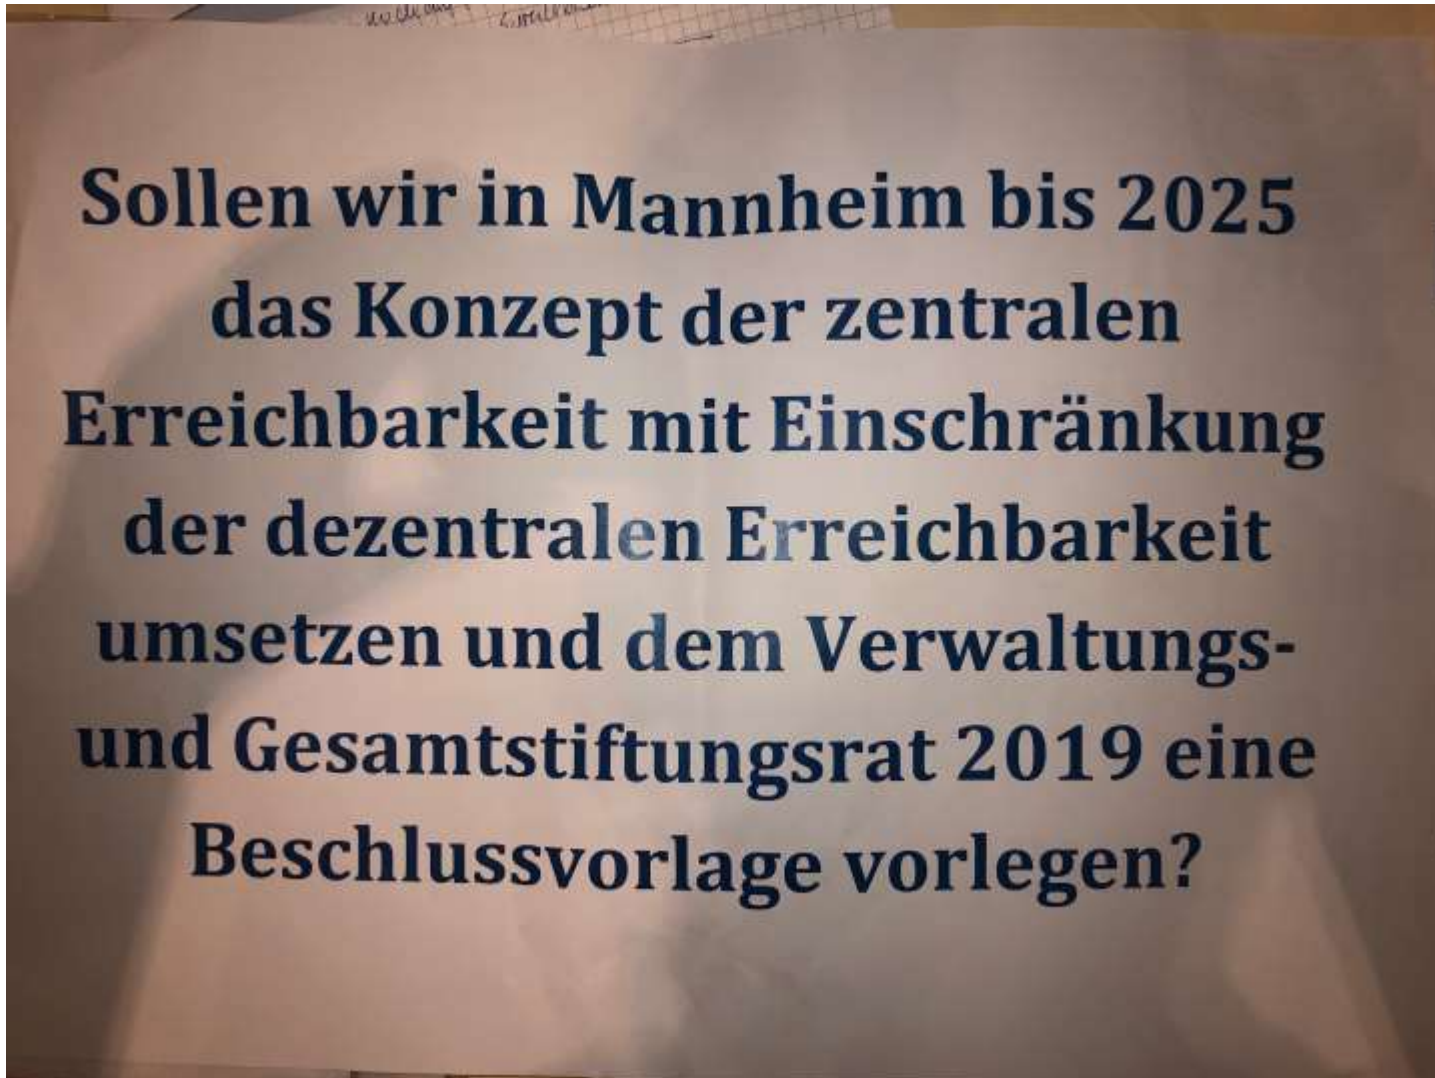 Sollen wir in Mannheim bis 2025
das Konzept der zentralen
Erreichbarkeit mit Einschränkung
der dezentralen Erreichbarkeit
umsetzen und dem Verwaltungs-
und Gesamtstiftungsrat 2019 eine
Beschlussvorlage vorlegen?